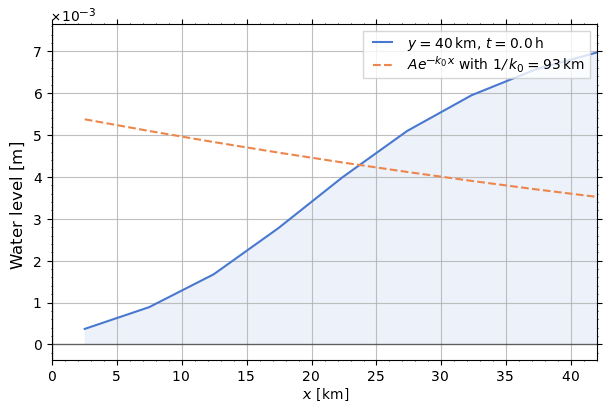 ×10⁻³
y = 40 km, t = 0.0 h
Ae^{-k₀x} with 1/k₀ = 93 km
7
6
5
4
3
2
1
0
Water level [m]
0 5 10 15 20 25 30 35 40
x [km]